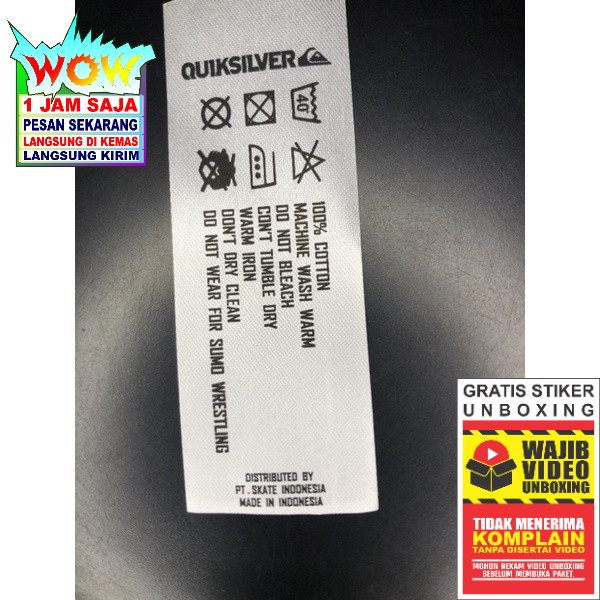 WOW
1 JAM SAJA
PESAN SEKARANG
LANGSUNG DI KEMAS
LANGSUNG KIRIM
QUIKSILVER
40°
100% COTTON
MACHINE WASH WARM
DO NOT BLEACH
CON'T TUMBLE DRY
WARM IRON
DON'T DRY CLEAN
DO NOT WEAR FOR SUMO WRESTLING
DISTRIBUTED BY
PT. SKATE INDONESIA
MADE IN INDONESIA
GRATIS STIKER
UNBOXING
WAJIB
VIDEO
UNBOXING
TIDAK MENERIMA
KOMPLAIN
TANPA DISERTAI VIDEO
MOHON REKAM VIDEO UNBOXING
SEBELUM MEMBUKA PAKET.